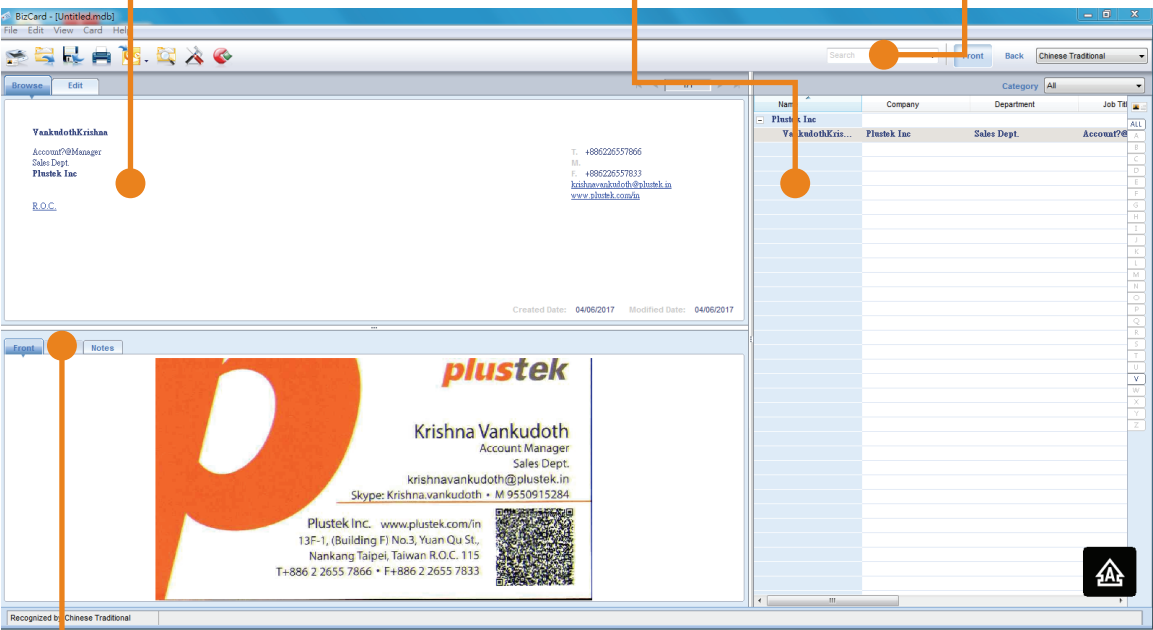 BizCard - [Untitled.mdb]
File Edit View Card Help
Search Front Back Chinese Traditional
Browse Edit
Category All
Name Company Department Job Tit
Plustek Inc
VankudothKris... Plustek Inc Sales Dept. Account?@
VankudothKrishna
Account?@Manager
Sales Dept.
Plustek Inc
R.O.C.
T. +886226557866
M.
F. +886226557833
krishnavankudoth@plustek.in
www.plustek.com/in
Created Date: 04/06/2017 Modified Date: 04/06/2017
ALL
A
B
C
D
E
F
G
H
I
J
K
L
M
N
O
P
Q
R
S
T
U
V
W
X
Y
Z
Front Notes
plustek
Krishna Vankudoth
Account Manager
Sales Dept.
krishnavankudoth@plustek.in
Skype: Krishna.vankudoth • M 9550915284
Plustek Inc. www.plustek.com/in
13F-1, (Building F) No.3, Yuan Qu St.,
Nankang Taipei, Taiwan R.O.C. 115
T+886 2 2655 7866 • F+886 2 2655 7833
A
Recognized by Chinese Traditional